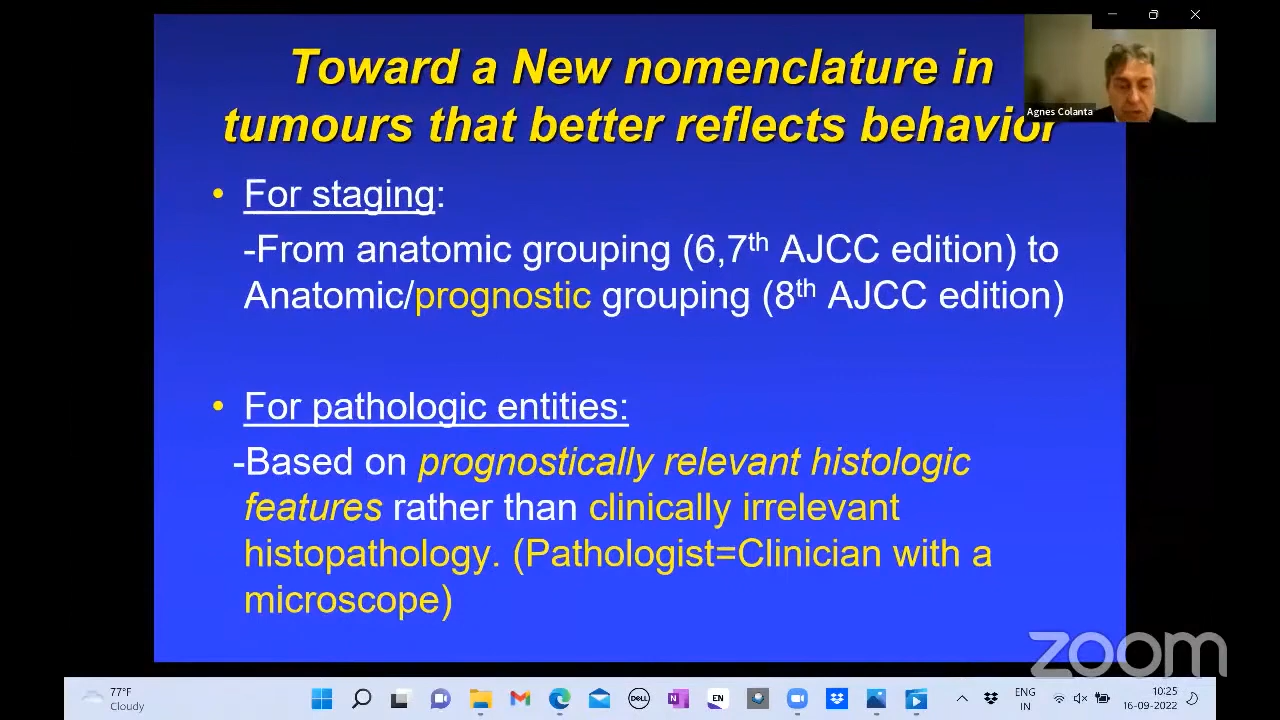 Toward a New nomenclature in
tumours that better reflects behavior
Agnes Colanta
• For staging:
-From anatomic grouping (6,7th AJCC edition) to
Anatomic/prognostic grouping (8th AJCC edition)
• For pathologic entities:
-Based on prognostically relevant histologic
features rather than clinically irrelevant
histopathology. (Pathologist=Clinician with a
microscope)
zoom
77°F
Cloudy
DELL
N
EN
ENG
IN
10:25
16-09-2022